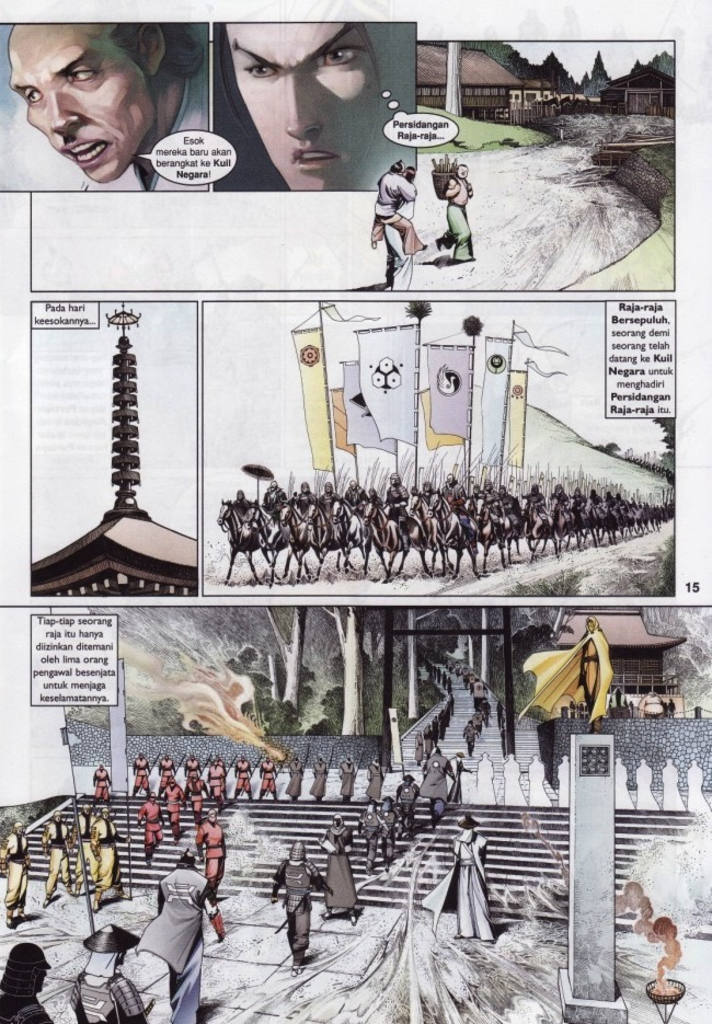 Esok
mereka baru akan
berangkat ke Kuil
Negara!
Persidangan
Raja-raja...
Pada hari
keesokannya...
Raja-raja
Bersepuluh,
seorang demi
seorang telah
datang ke Kuil
Negara untuk
menghadiri
Persidangan
Raja-raja itu.
15
Tiap-tiap seorang
raja itu hanya
diizinkan ditemani
oleh lima orang
pengawal bersenjata
untuk menjaga
keselamatannya.